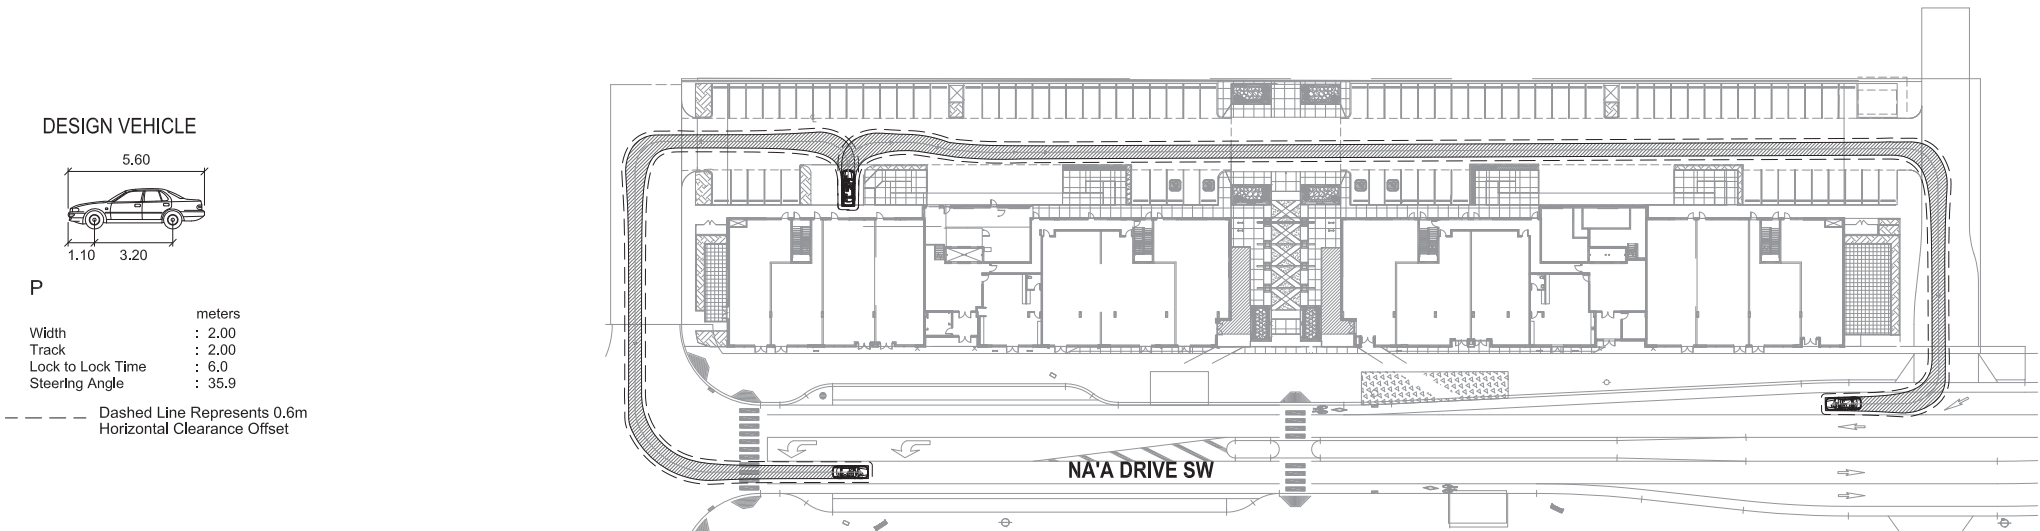 DESIGN VEHICLE
5.60
1.10 3.20
P
meters
Width : 2.00
Track : 2.00
Lock to Lock Time : 6.0
Steering Angle : 35.9
Dashed Line Represents 0.6m
Horizontal Clearance Offset
NA'A DRIVE SW